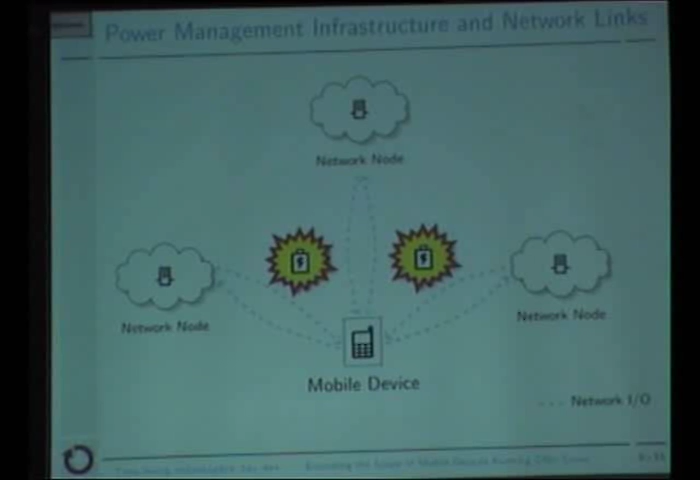 Power Management Infrastructure and Network Links
Network Node
Network Node
Network Node
Mobile Device
Network I/O